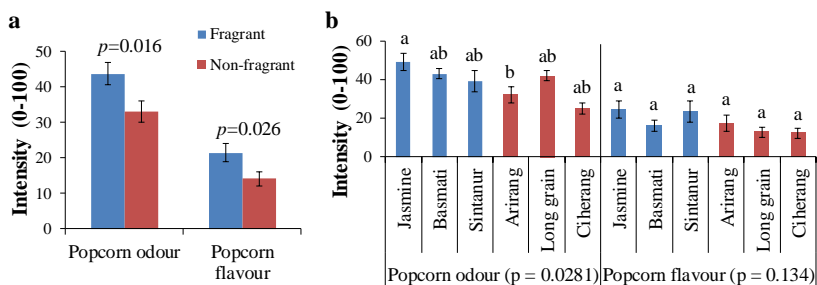 a
Fragrant
Non-fragrant
p=0.016
p=0.026
Intensity (0-100)
50
40
30
20
10
0
Popcorn odour
Popcorn
flavour
b
Intensity (0-100)
60
40
20
0
a
ab
ab
b
ab
ab
a
a
a
a
a
a
Jasmine
Basmati
Sintanur
Arirang
Long grain
Ciherang
Jasmine
Basmati
Sintanur
Arirang
Long grain
Ciherang
Popcorn odour (p = 0.0281)
Popcorn flavour (p = 0.134)